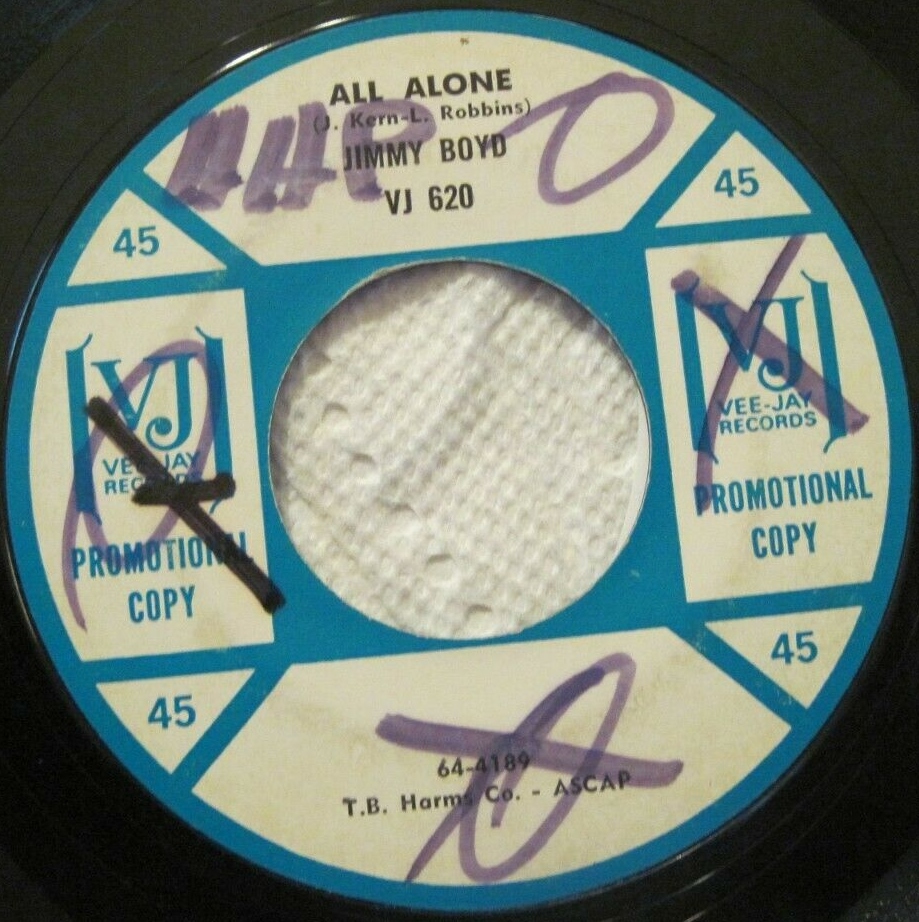 ALL ALONE
(J. Kern-L. Robbins)
JIMMY BOYD
VJ 620
45
45
VJ
VEE-JAY
RECORDS
PROMOTIONAL
COPY
VJ
VEE-JAY
RECORDS
PROMOTIONAL
COPY
45
45
64-4189
T.B. Harms Co. - ASCAP